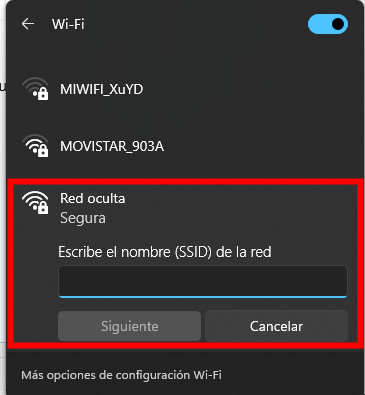 Wi-Fi
MIWIFI_XuYD
MOVISTAR_903A
Red oculta
Segura
Escribe el nombre (SSID) de la red
Siguiente
Cancelar
Más opciones de configuración Wi-Fi